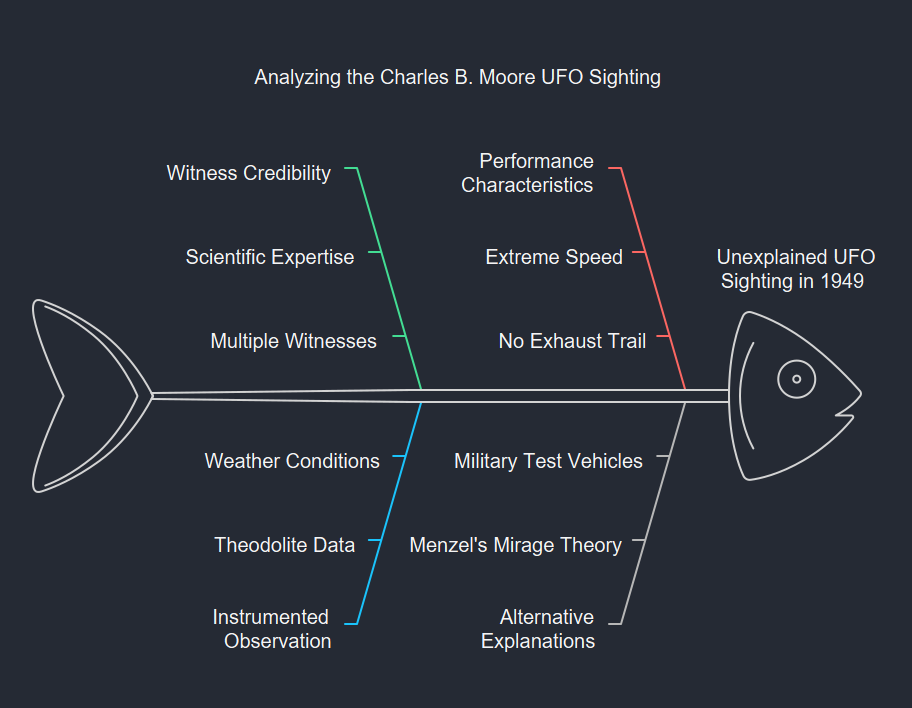 Analyzing the Charles B. Moore UFO Sighting
Witness Credibility
Scientific Expertise
Multiple Witnesses
Performance
Characteristics
Extreme Speed
No Exhaust Trail
Unexplained UFO
Sighting in 1949
Weather Conditions
Theodolite Data
Instrumented
Observation
Military Test Vehicles
Menzel's Mirage Theory
Alternative
Explanations